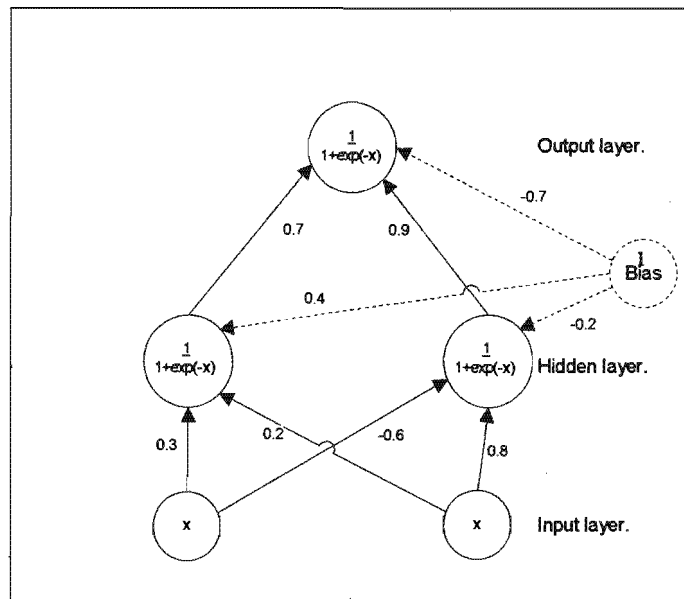 1
1+exp(-x)
Output layer.
-0.7
0.7
0.9
1
Bias
0.4
-0.2
1
1+exp(-x)
1
1+exp(-x)
Hidden layer.
0.3
0.2
-0.6
0.8
x
x
Input layer.